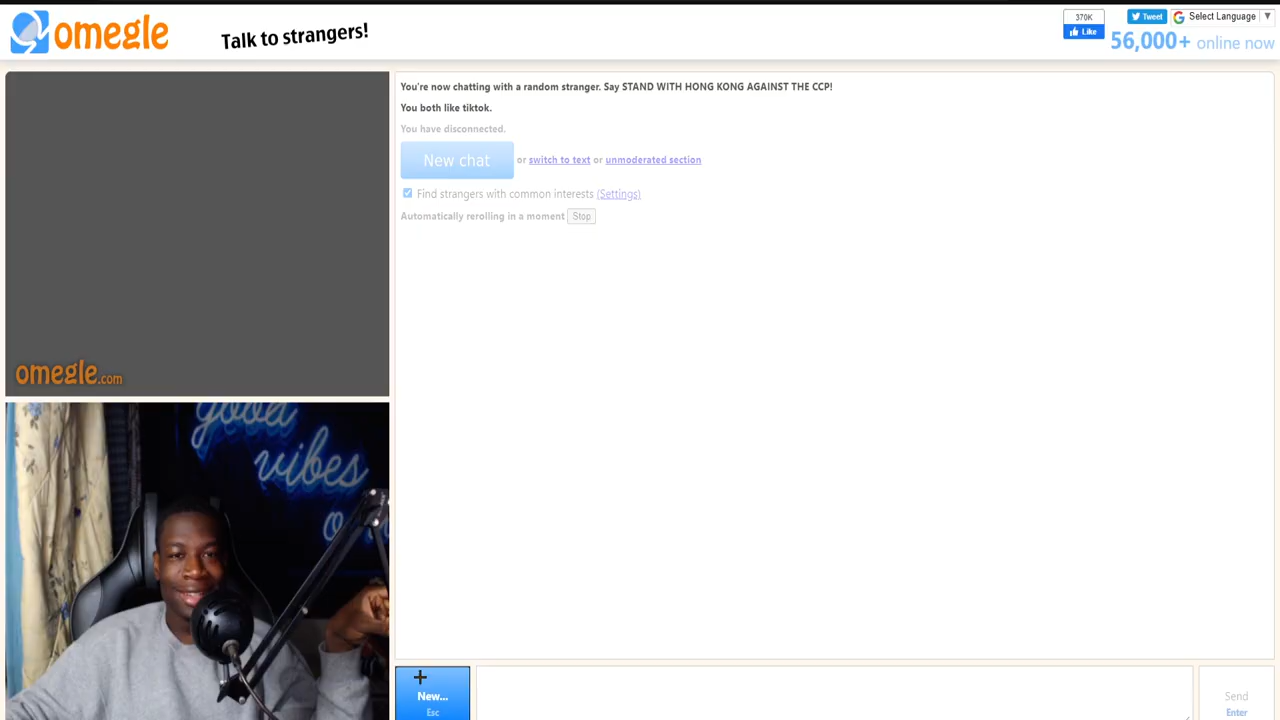 omegle
Talk to strangers!
370K
Like
Tweet
Select Language
56,000+ online now
You're now chatting with a random stranger. Say STAND WITH HONG KONG AGAINST THE CCP!
You both like tiktok.
You have disconnected.
New chat or switch to text or unmoderated section
Find strangers with common interests (Settings)
Automatically rerolling in a moment Stop
omegle.com
good
vibes
o
New...
Esc
Send
Enter